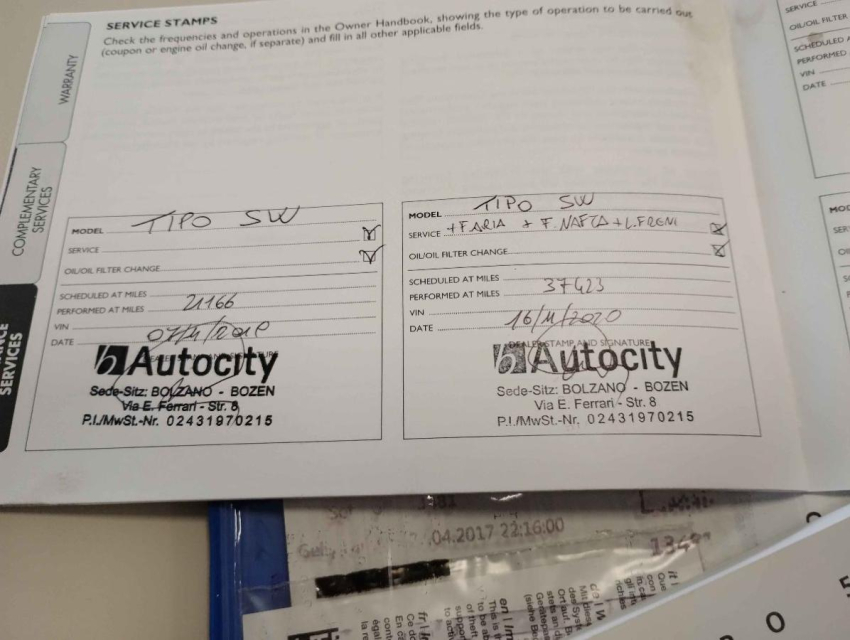 SERVICE STAMPS
Check the frequencies and operations in the Owner Handbook, showing the type of operation to be carried out
(coupon or engine oil change, if separate) and fill in all other applicable fields.
WARRANTY
COMPLEMENTARY
SERVICES
SERVICES
MODEL TIPO SW
SERVICE
OIL/OIL FILTER CHANGE
SCHEDULED AT MILES
PERFORMED AT MILES 21166
VIN
DATE
Autocity
Sede-Sitz: BOLZANO - BOZEN
Via E. Ferrari - Str. 8
P.I./MwSt.-Nr. 02431970215
MODEL TIPO SW
SERVICE + F ARIA + F. NAFTA + L. FRENI
OIL/OIL FILTER CHANGE
SCHEDULED AT MILES
PERFORMED AT MILES 37423
VIN
DATE 16/11/2020
DEALER STAMP AND SIGNATURE
Autocity
Sede-Sitz: BOLZANO - BOZEN
Via E. Ferrari - Str. 8
P.I./MwSt.-Nr. 02431970215
SERVICE
OIL/OIL FILTER
SCHEDULED
PERFORMED
VIN
DATE
.04.2017 22:16:00